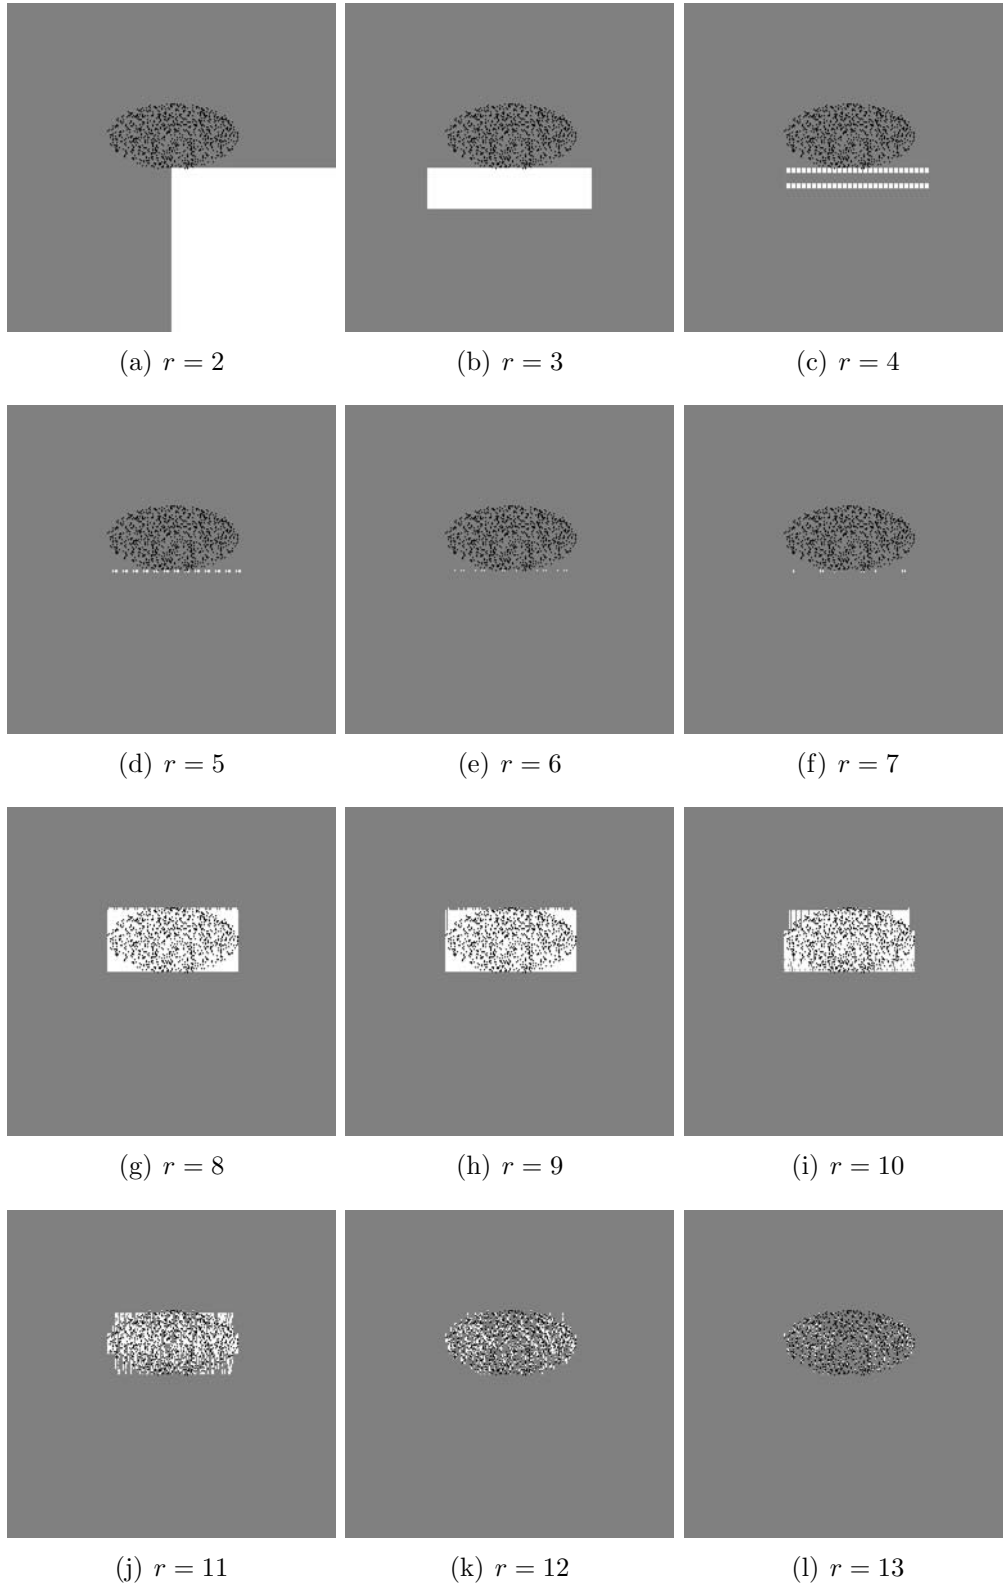 (a) r = 2 (b) r = 3 (c) r = 4
(d) r = 5 (e) r = 6 (f) r = 7
(g) r = 8 (h) r = 9 (i) r = 10
(j) r = 11 (k) r = 12 (l) r = 13